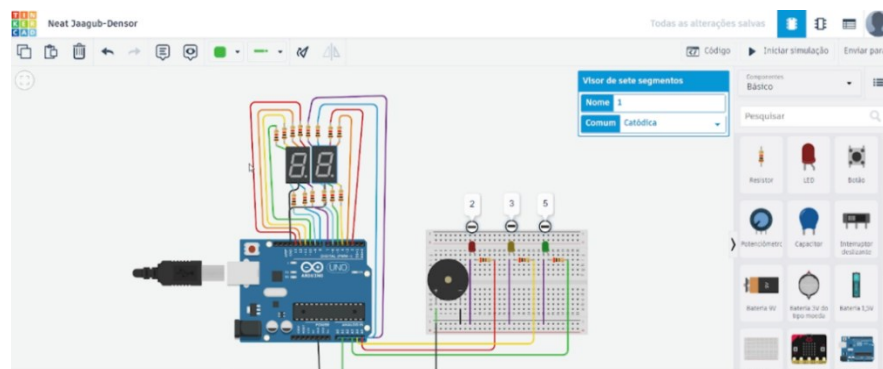 TIN
KER
CAD
Neat Jaagub-Densor
Todas as alterações salvas
Código
Iniciar simulação
Enviar para
Visor de sete segmentos
Nome 1
Comum Catódica
Componentes
Básico
Pesquisar
Resistor
LED
Botão
Potenciômetro
Capacitor
Interruptor
deslizante
Bateria 9V
Bateria 3V do
tipo moeda
Bateria 1,5V
2
3
5
UNO
ARDUINO